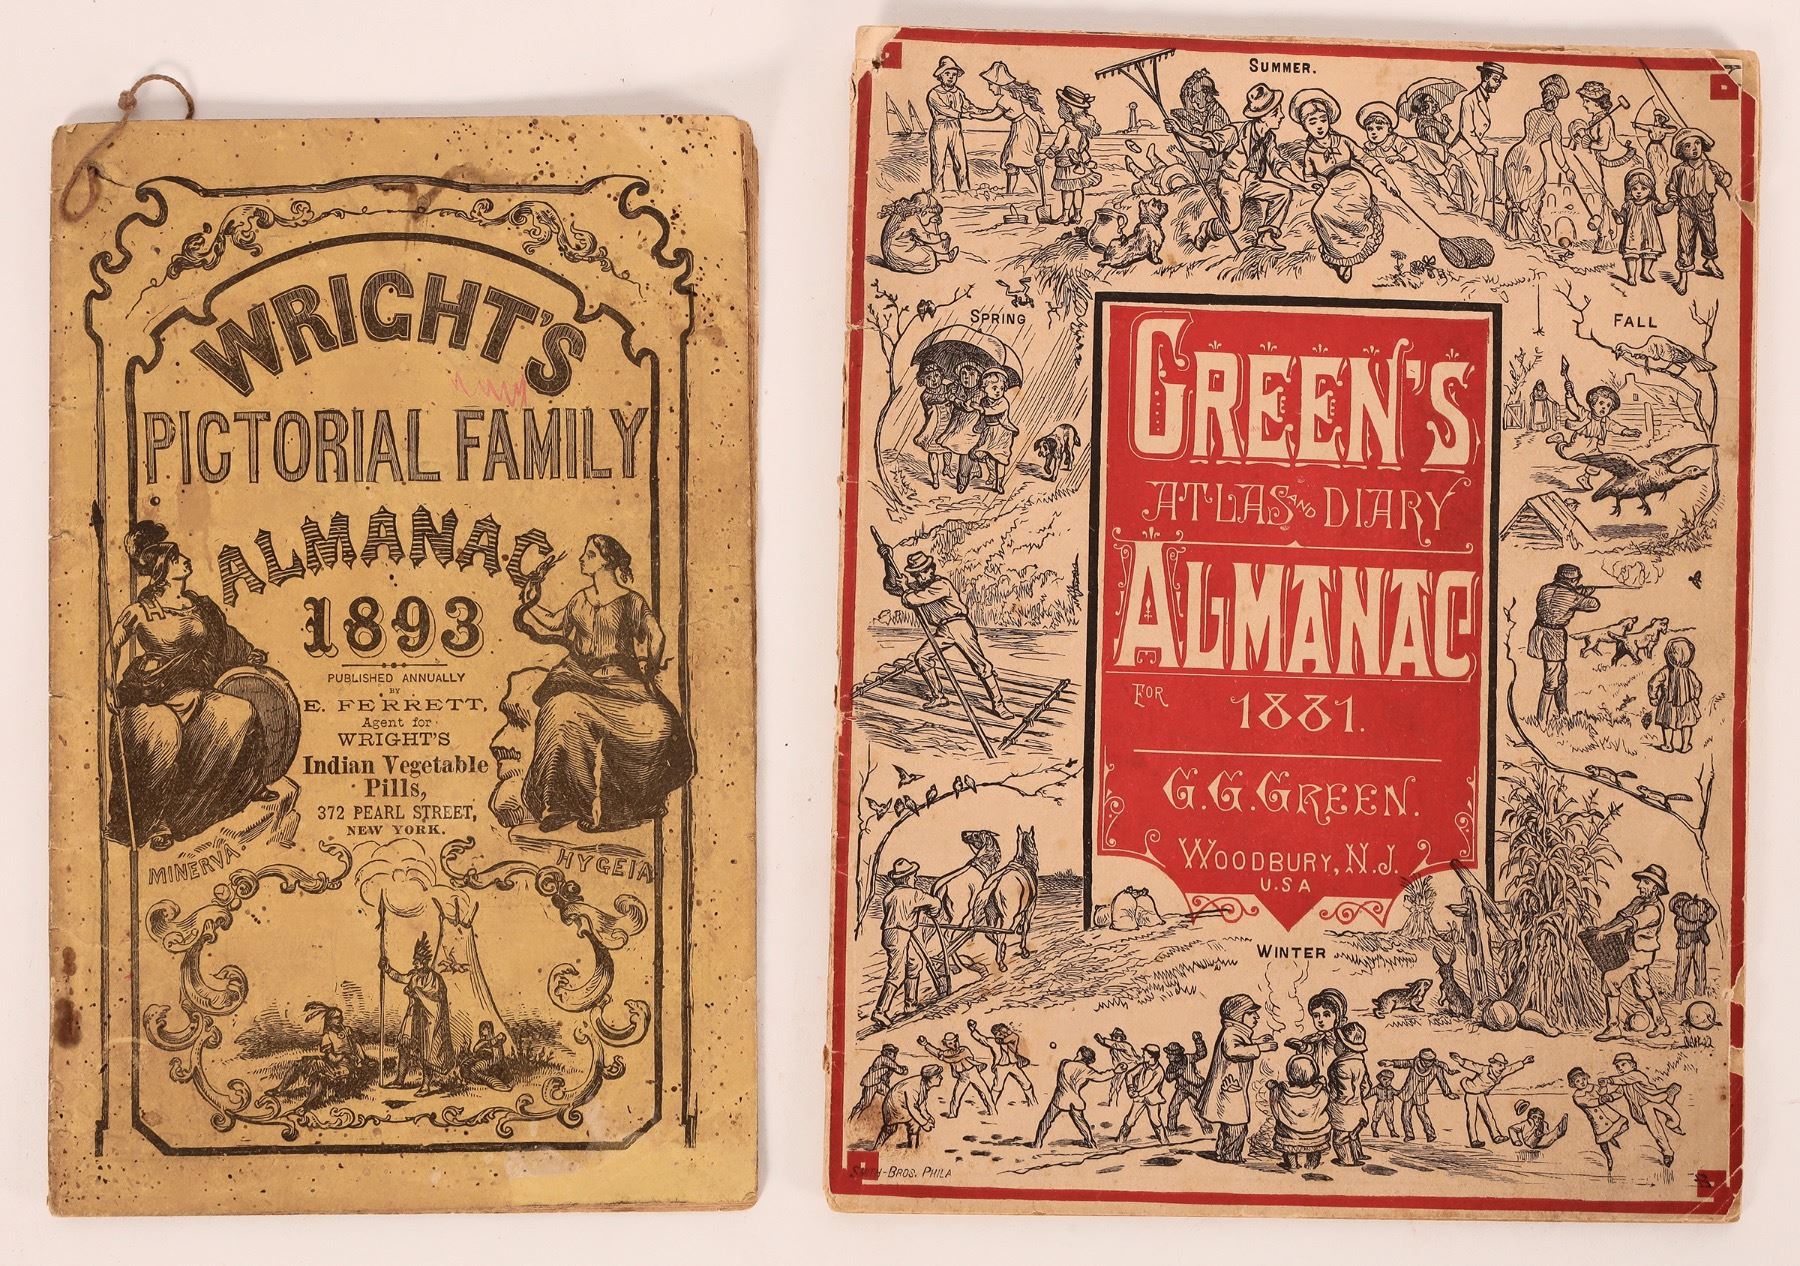 WRIGHT'S
PICTORIAL FAMILY
ALMANAC
1893
PUBLISHED ANNUALLY
BY
E. FERRETT,
Agent for
WRIGHT'S
Indian Vegetable
Pills,
372 PEARL STREET,
NEW YORK.
MINERVA.
HYGEIA
SUMMER.
SPRING
FALL
GREEN'S
ATLAS AND DIARY
ALMANAC
FOR
1881.
G.G. GREEN.
WOODBURY, N.J.
U.S.A
WINTER
SMITH-BROS. PHILA